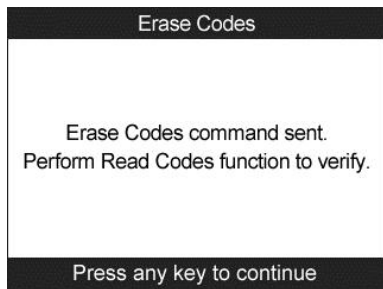 Erase Codes
Erase Codes command sent.
Perform Read Codes function to verify.
Press any key to continue